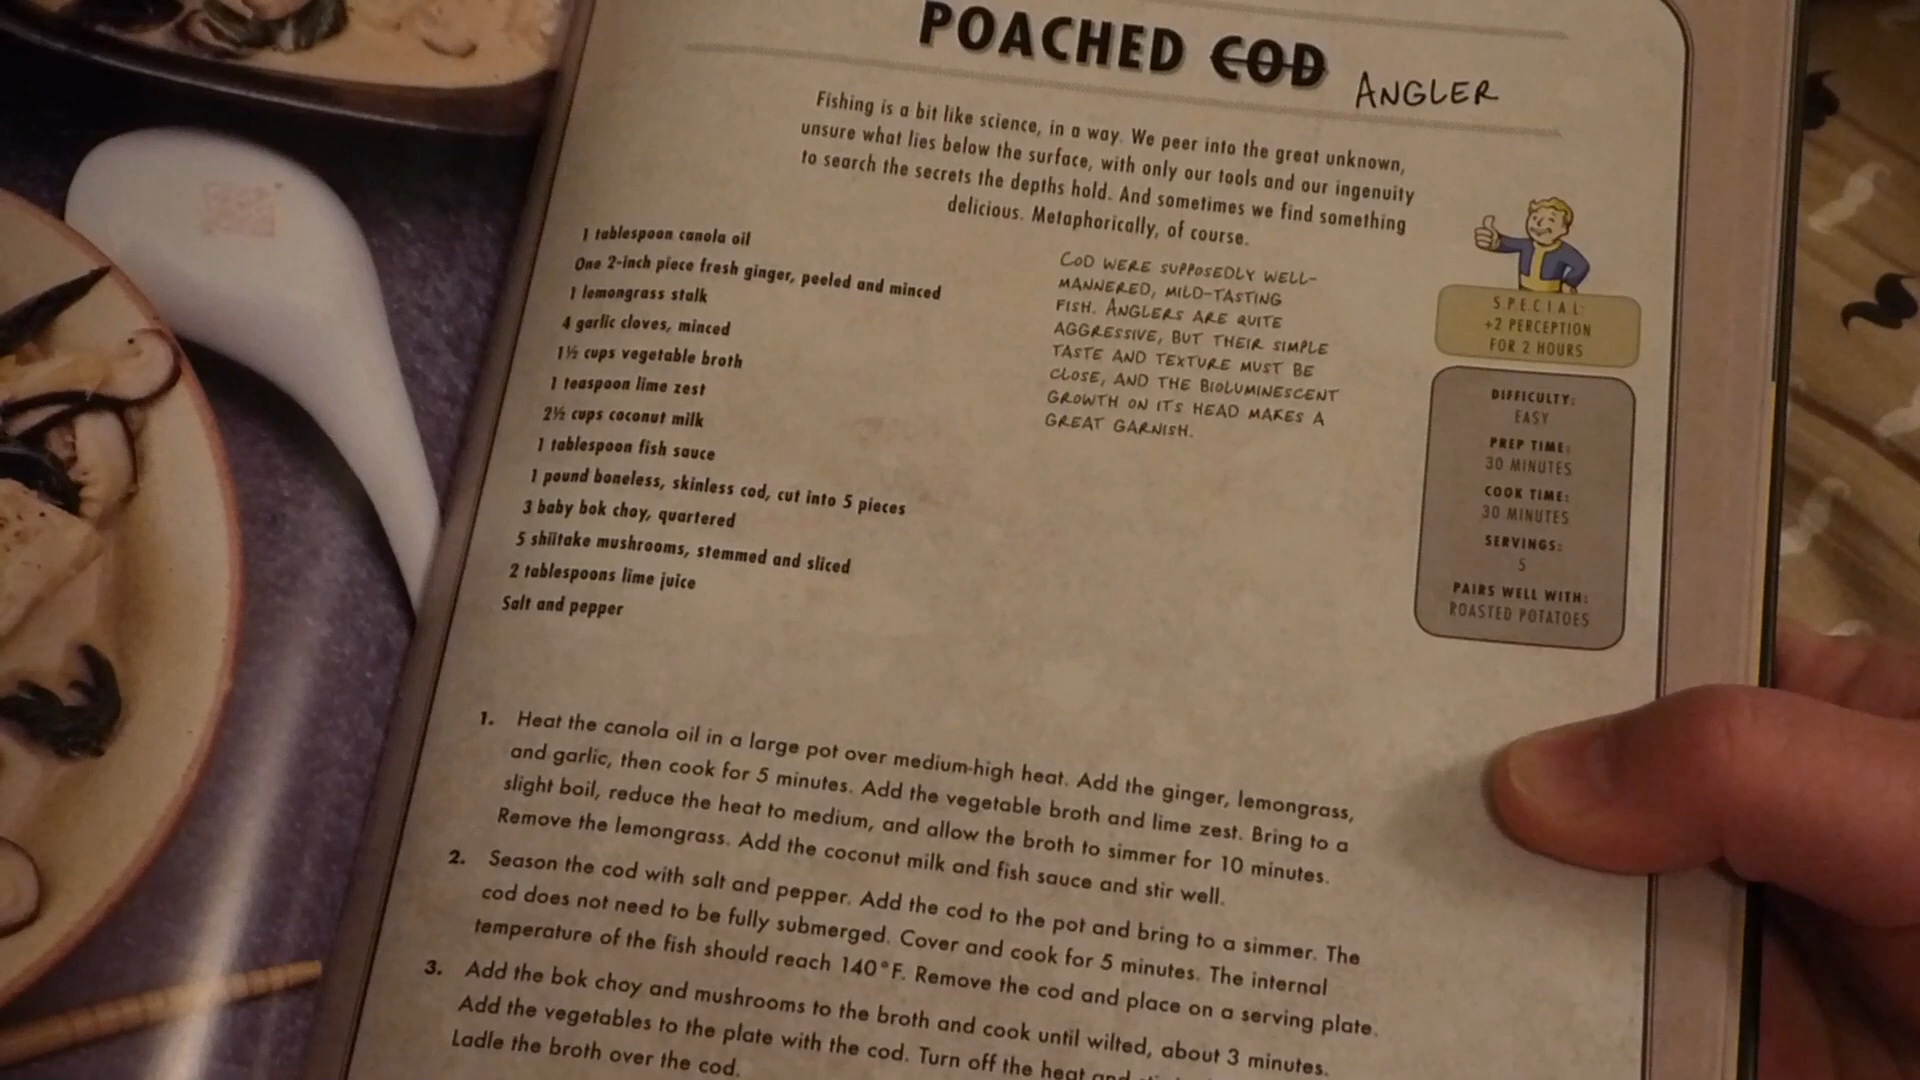 POACHED COD ANGLER
Fishing is a bit like science, in a way. We peer into the great unknown,
unsure what lies below the surface, with only our tools and our ingenuity
to search the secrets the depths hold. And sometimes we find something
delicious. Metaphorically, of course.
1 tablespoon canola oil
One 2-inch piece fresh ginger, peeled and minced
1 lemongrass stalk
4 garlic cloves, minced
1½ cups vegetable broth
1 teaspoon lime zest
2½ cups coconut milk
1 tablespoon fish sauce
1 pound boneless, skinless cod, cut into 5 pieces
3 baby bok choy, quartered
5 shiitake mushrooms, stemmed and sliced
2 tablespoons lime juice
Salt and pepper
COD WERE SUPPOSEDLY WELL-
MANNERED, MILD-TASTING
FISH. ANGLERS ARE QUITE
AGGRESSIVE, BUT THEIR SIMPLE
TASTE AND TEXTURE MUST BE
CLOSE, AND THE BIOLUMINESCENT
GROWTH ON ITS HEAD MAKES A
GREAT GARNISH.
S.P.E.C.I.A.L:
+2 PERCEPTION
FOR 2 HOURS
DIFFICULTY:
EASY
PREP TIME:
30 MINUTES
COOK TIME:
30 MINUTES
SERVINGS:
5
PAIRS WELL WITH:
ROASTED POTATOES
1. Heat the canola oil in a large pot over medium-high heat. Add the ginger, lemongrass,
and garlic, then cook for 5 minutes. Add the vegetable broth and lime zest. Bring to a
slight boil, reduce the heat to medium, and allow the broth to simmer for 10 minutes.
Remove the lemongrass. Add the coconut milk and fish sauce and stir well.
2. Season the cod with salt and pepper. Add the cod to the pot and bring to a simmer. The
cod does not need to be fully submerged. Cover and cook for 5 minutes. The internal
temperature of the fish should reach 140°F. Remove the cod and place on a serving plate.
3. Add the bok choy and mushrooms to the broth and cook until wilted, about 3 minutes.
Add the vegetables to the plate with the cod. Turn off the heat and
Ladle the broth over the cod.